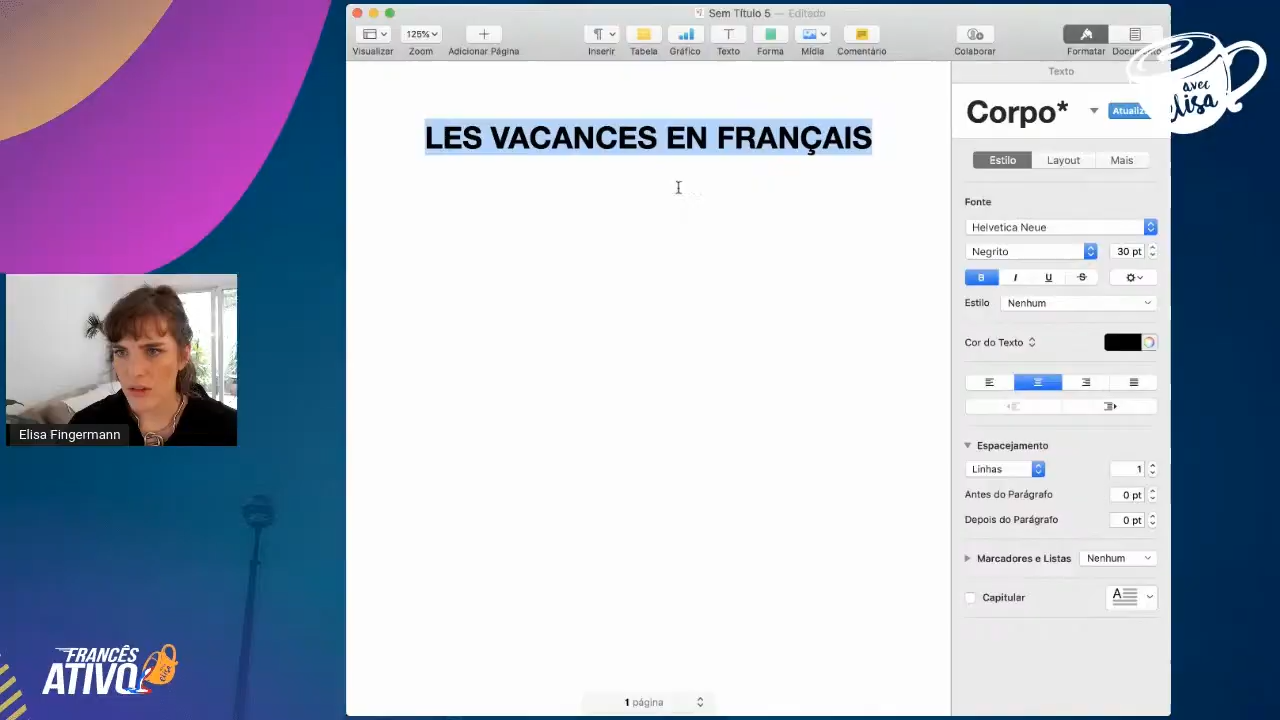 Sem Título 5 — Editado
125%
Visualizar
Zoom
Adicionar Página
Inserir
Tabela
Gráfico
Texto
Forma
Mídia
Comentário
Colaborar
Formatar
Texto
Corpo*
avec
elisa
Estilo Layout Mais
LES VACANCES EN FRANÇAIS
Fonte
Helvetica Neue
Negrito 30 pt
B I U S
Estilo Nenhum
Cor do Texto
Espacejamento
Linhas 1
Antes do Parágrafo 0 pt
Depois do Parágrafo 0 pt
Marcadores e Listas Nenhum
Capitular A
Elisa Fingermann
FRANCÊS
ATIVO
1 página